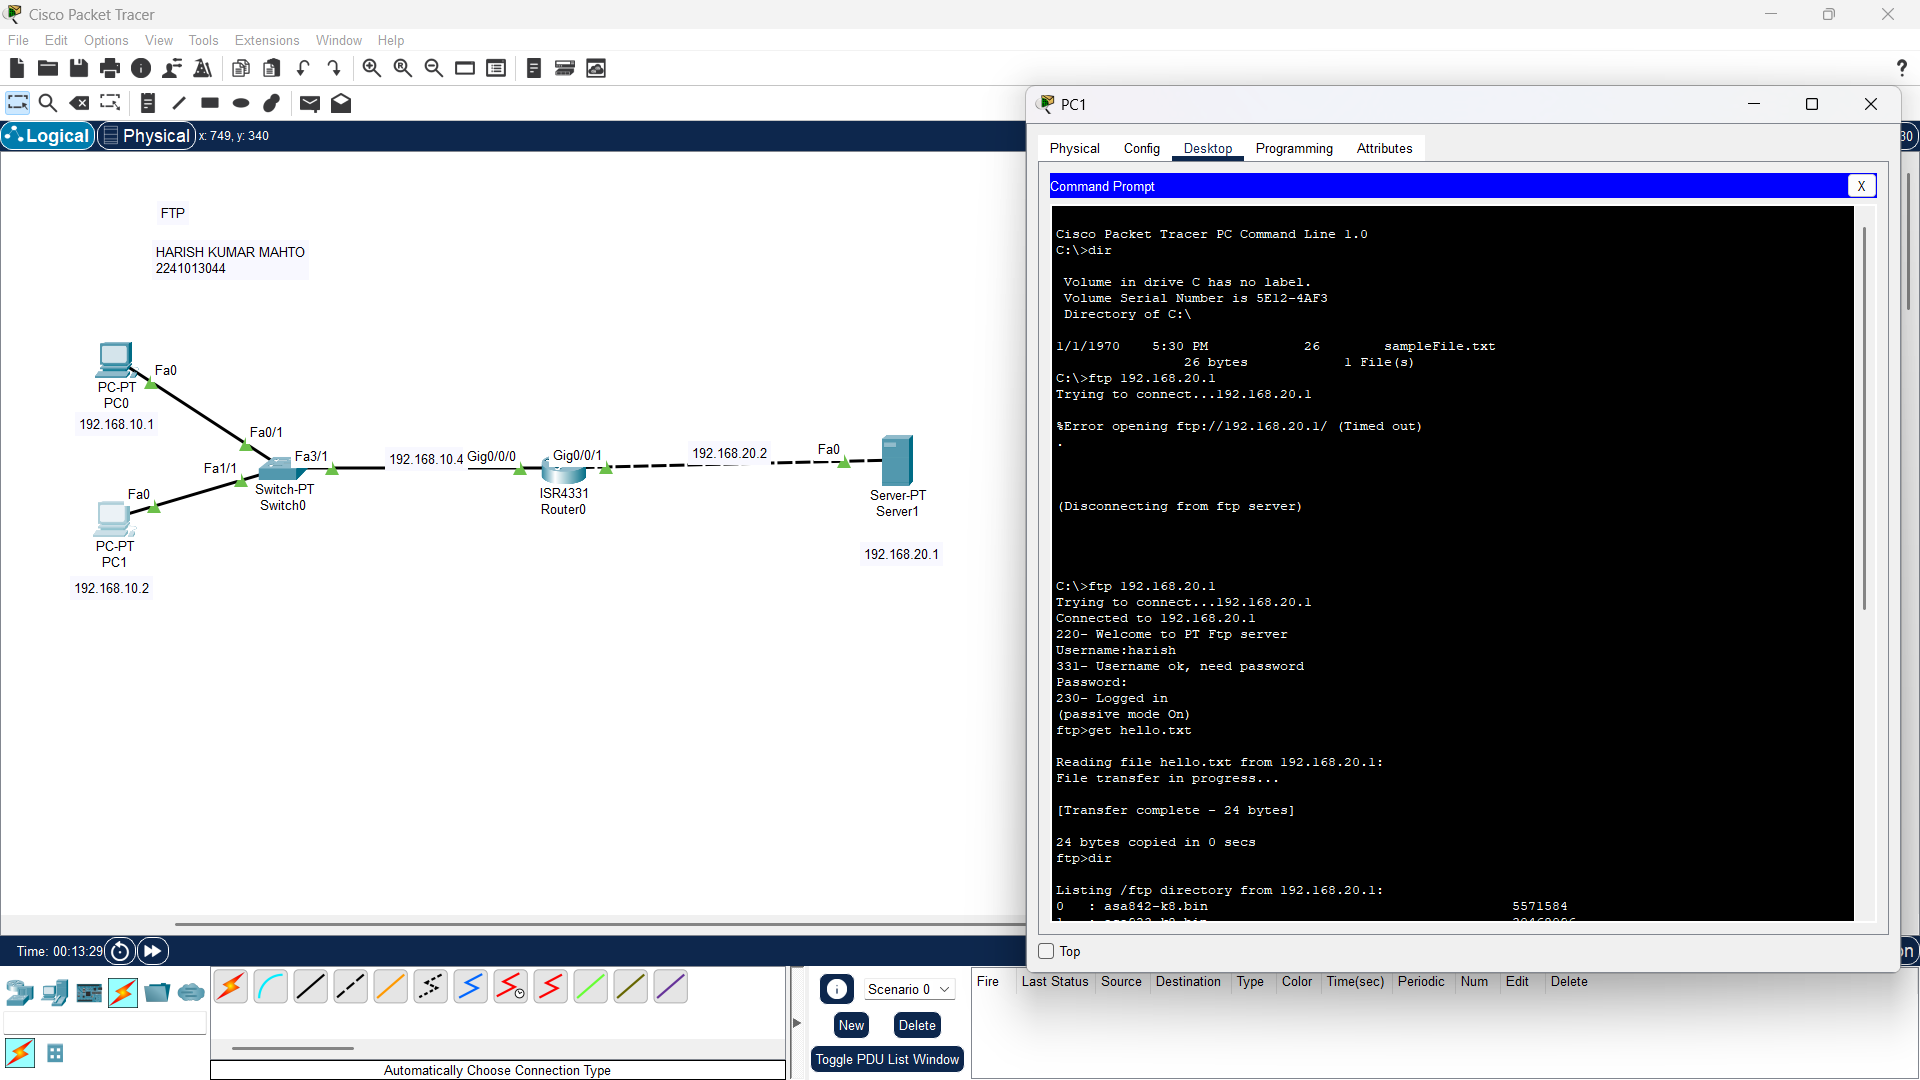 Cisco Packet Tracer
File Edit Options View Tools Extensions Window Help
Logical Physical x: 749, y: 340
FTP
HARISH KUMAR MAHTO
2241013044
Fa0
PC-PT
PC0
192.168.10.1
Fa0/1
Fa3/1
Fa1/1
Switch-PT
Switch0
Fa0
PC-PT
PC1
192.168.10.2
192.168.10.4
Gig0/0/0
Gig0/0/1
ISR4331
Router0
192.168.20.2
Fa0
Server-PT
Server1
192.168.20.1
PC1
Physical Config Desktop Programming Attributes
Command Prompt
X
Cisco Packet Tracer PC Command Line 1.0
C:\>dir
Volume in drive C has no label.
Volume Serial Number is 5E12-4AF3
Directory of C:\
1/1/1970 5:30 PM 26 sampleFile.txt
26 bytes 1 File(s)
C:\>ftp 192.168.20.1
Trying to connect...192.168.20.1
%Error opening ftp://192.168.20.1/ (Timed out)
.
(Disconnecting from ftp server)
C:\>ftp 192.168.20.1
Trying to connect...192.168.20.1
Connected to 192.168.20.1
220- Welcome to PT Ftp server
Username:harish
331- Username ok, need password
Password:
230- Logged in
(passive mode On)
ftp>get hello.txt
Reading file hello.txt from 192.168.20.1:
File transfer in progress...
[Transfer complete - 24 bytes]
24 bytes copied in 0 secs
ftp>dir
Listing /ftp directory from 192.168.20.1:
0 : asa842-k8.bin 5571584
Top
30
on
Time: 00:13:29
Automatically Choose Connection Type
Scenario 0
New Delete
Toggle PDU List Window
Fire Last Status Source Destination Type Color Time(sec) Periodic Num Edit Delete